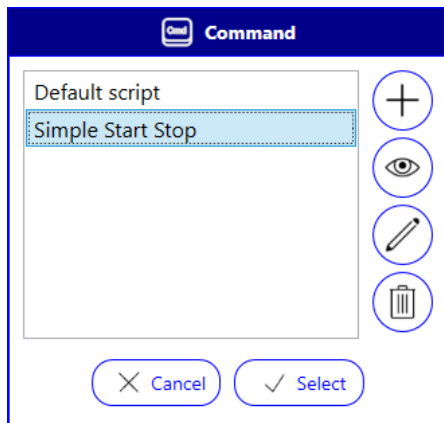 Cmd Command
Default script
Simple Start Stop
Cancel Select